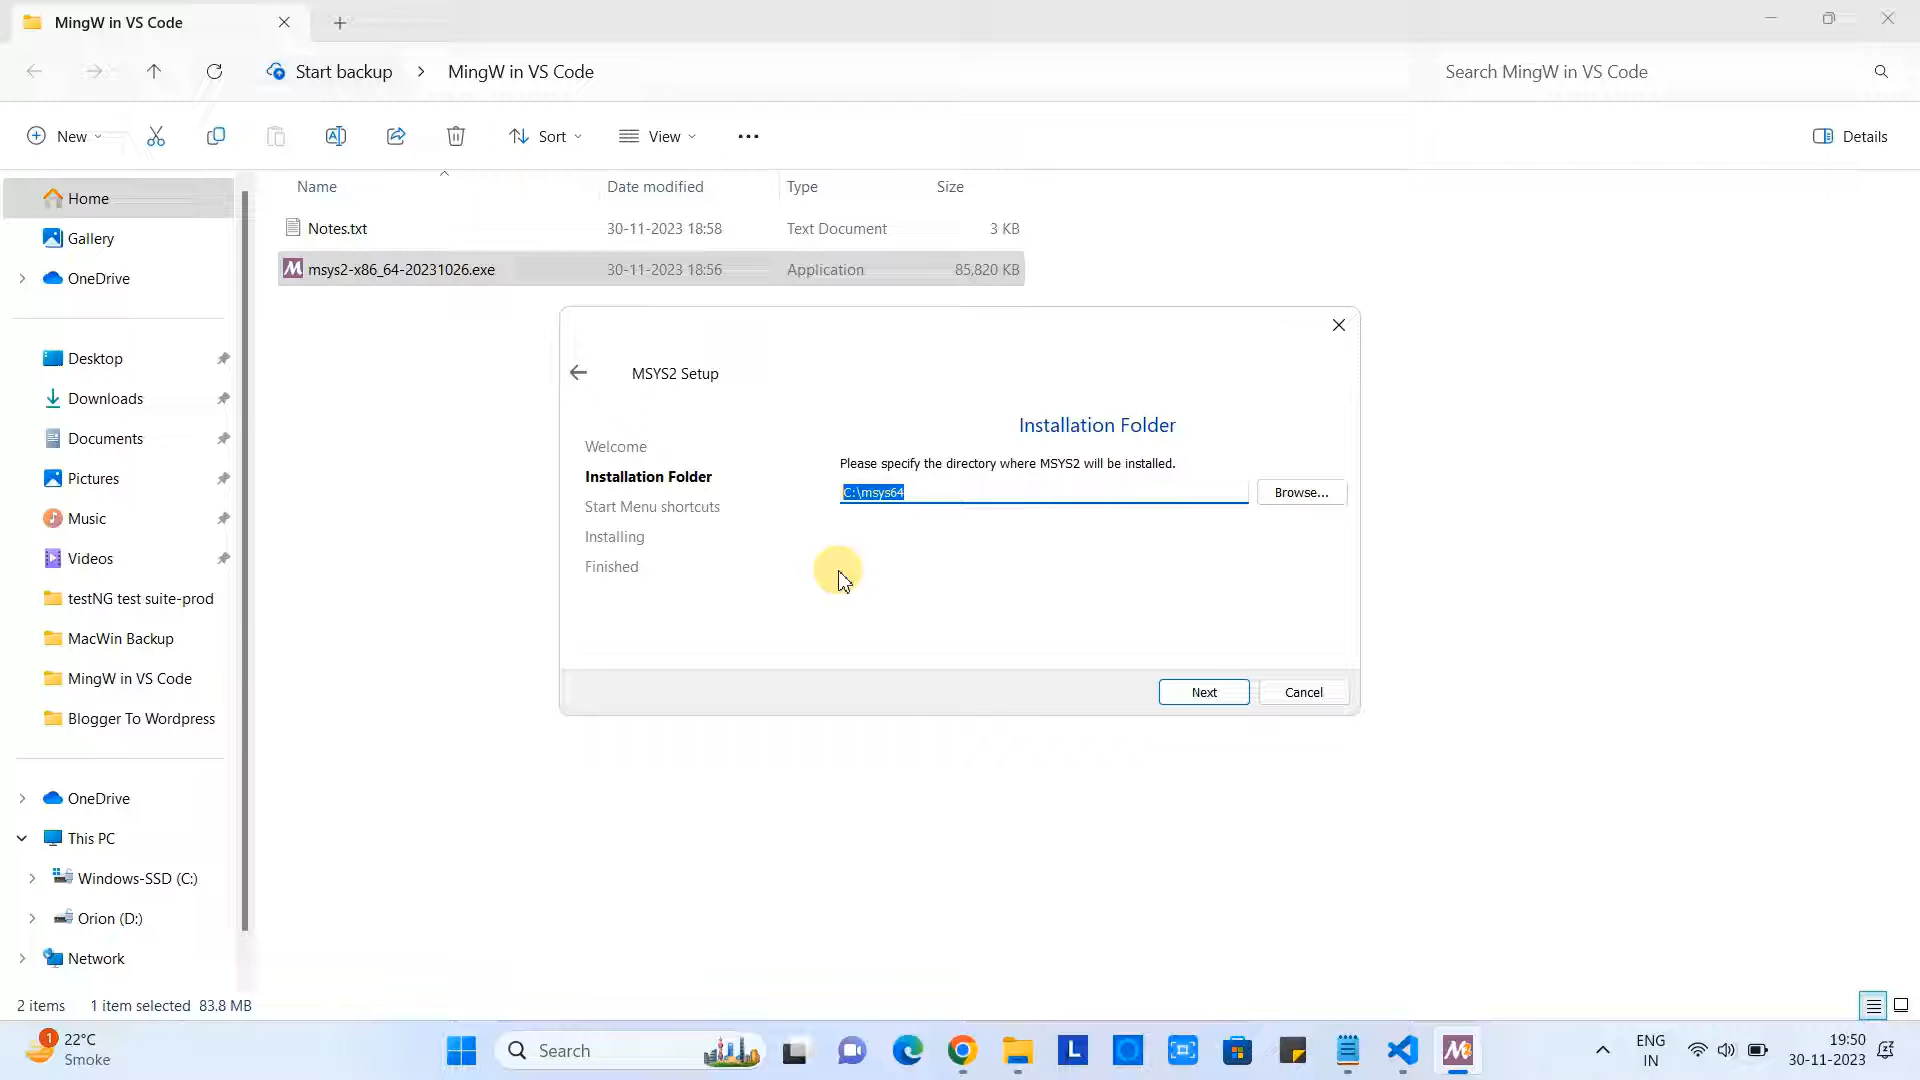 MingW in VS Code
Start backup > MingW in VS Code
Search MingW in VS Code
New
Sort
View
Details
Name
Date modified
Type
Size
Notes.txt
30-11-2023 18:58
Text Document
3 KB
msys2-x86_64-20231026.exe
30-11-2023 18:56
Application
85,820 KB
Home
Gallery
OneDrive
Desktop
Downloads
Documents
Pictures
Music
Videos
testNG test suite-prod
MacWin Backup
MingW in VS Code
Blogger To Wordpress
OneDrive
This PC
Windows-SSD (C:)
Orion (D:)
Network
MSYS2 Setup
Welcome
Installation Folder
Start Menu shortcuts
Installing
Finished
Installation Folder
Please specify the directory where MSYS2 will be installed.
C:\msys64
Browse...
Next
Cancel
2 items
1 item selected 83.8 MB
1
22°C
Smoke
Search
L
ENG
IN
19:50
30-11-2023